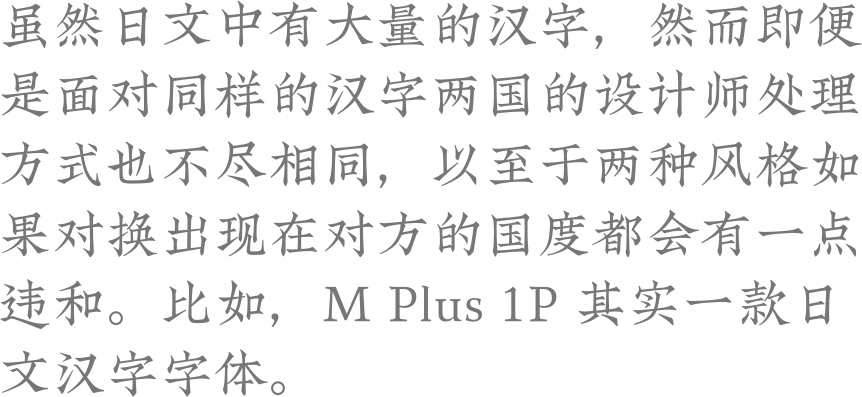 虽然日文中有大量的汉字，然而即便
是面对同样的汉字两国的设计师处理
方式也不尽相同，以至于两种风格如
果对换出现在对方的国度都会有一点
违和。比如，M Plus 1P 其实一款日
文汉字字体。